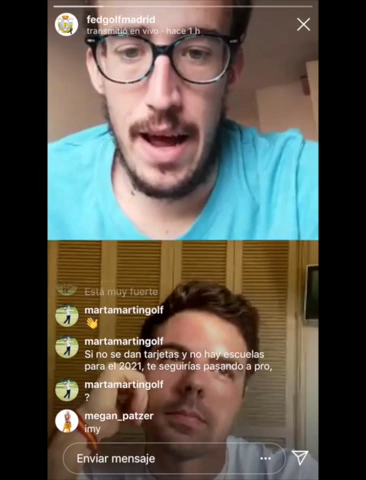 fedgolfmadrid
transmitió en vivo · hace 1 h
Está muy fuerte
martamartingolf
👋
martamartingolf
Si no se dan tarjetas y no hay escuelas
para el 2021, te seguirías pasando a pro,
martamartingolf
?
megan_patzer
imy
Enviar mensaje